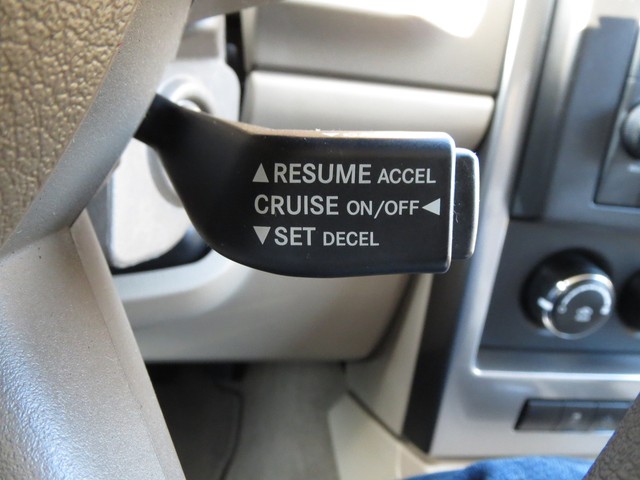 ▲RESUME ACCEL
CRUISE ON/OFF◀
▼SET DECEL